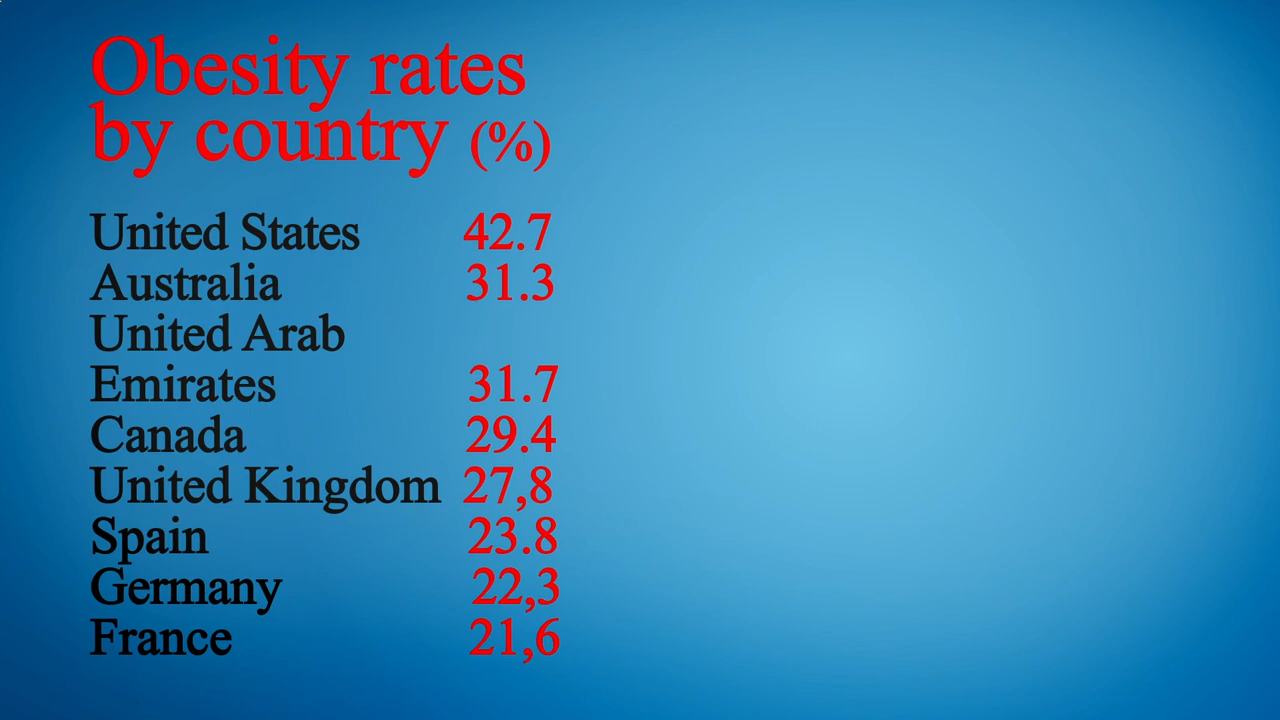 Obesity rates
by country (%)
United States 42.7
Australia 31.3
United Arab
Emirates 31.7
Canada 29.4
United Kingdom 27,8
Spain 23.8
Germany 22,3
France 21,6